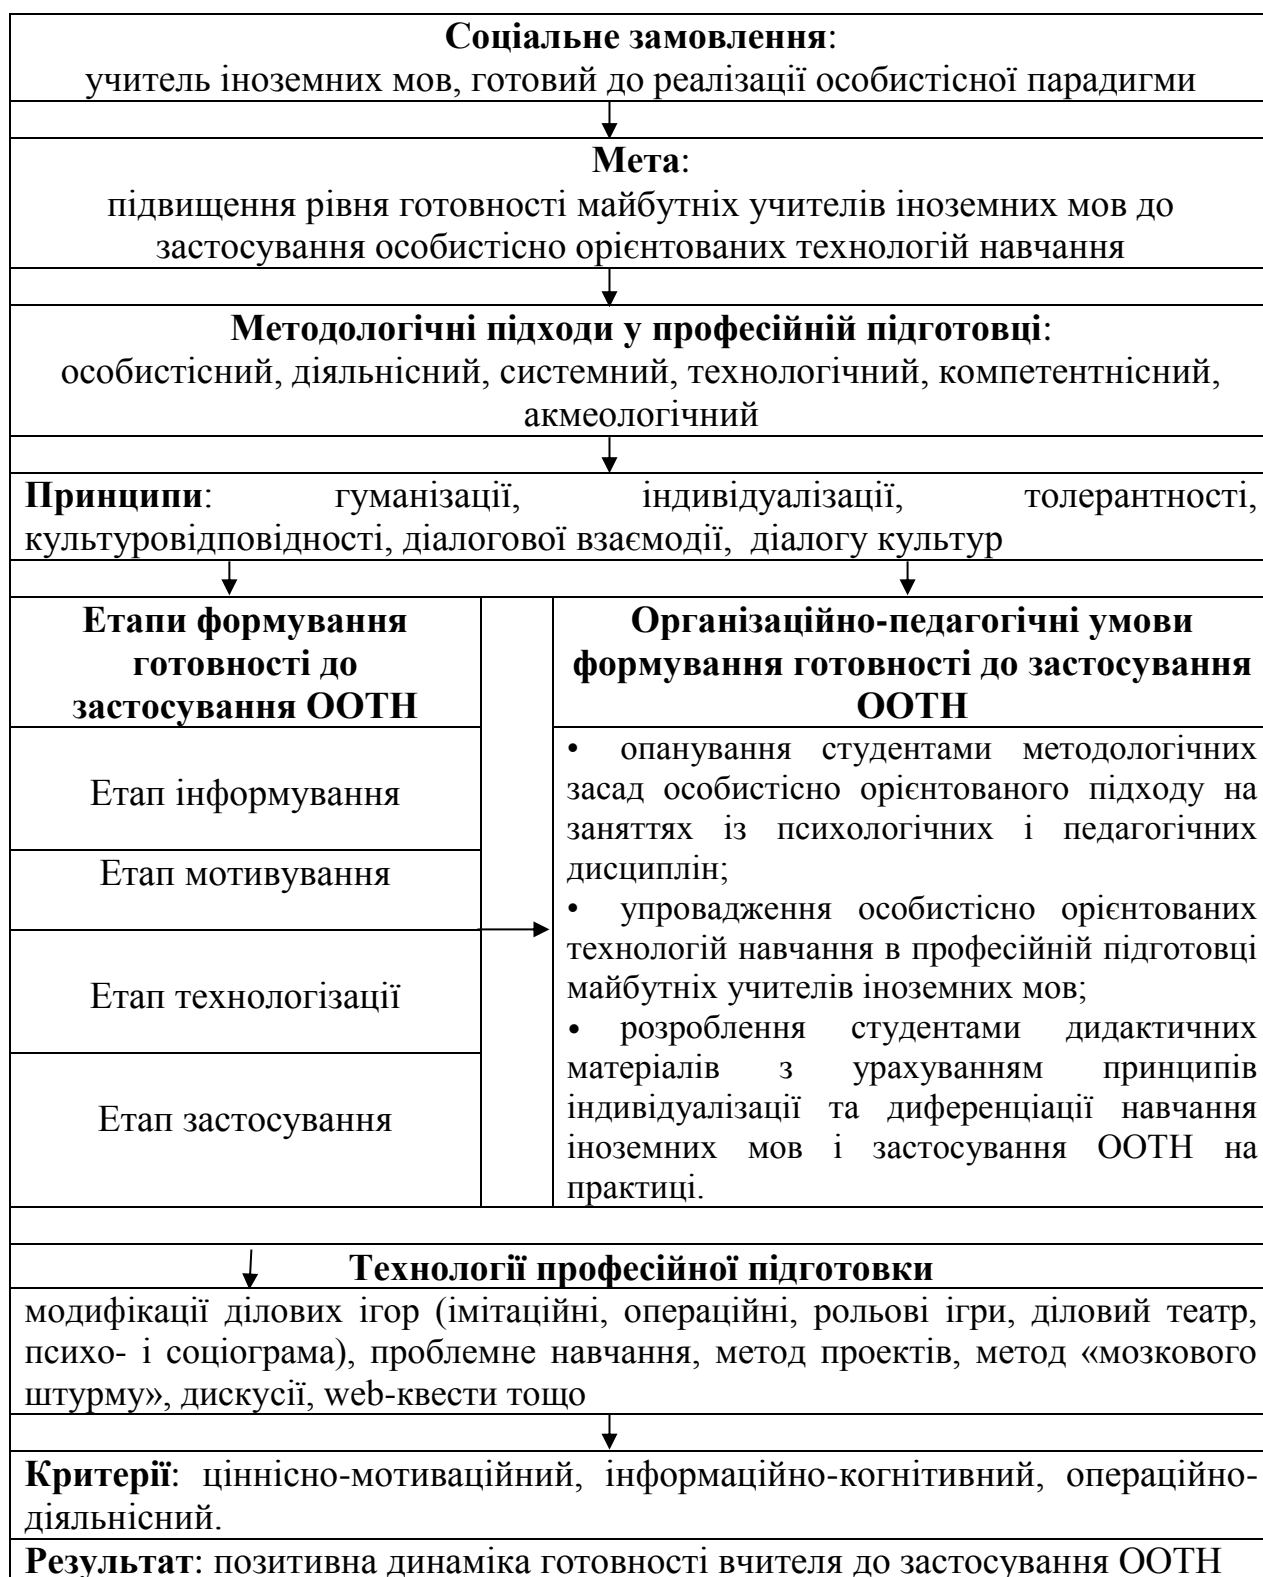 Соціальне замовлення:
учитель іноземних мов, готовий до реалізації особистісної парадигми
Мета:
підвищення рівня готовності майбутніх учителів іноземних мов до
застосування особистісно орієнтованих технологій навчання
Методологічні підходи у професійній підготовці:
особистісний, діяльнісний, системний, технологічний, компетентнісний,
акмеологічний
Принципи: гуманізації, індивідуалізації, толерантності,
культуровідповідності, діалогової взаємодії, діалогу культур
Етапи формування
готовності до
застосування ООТН
Етап інформування
Етап мотивування
Етап технологізації
Етап застосування
Організаційно-педагогічні умови
формування готовності до застосування
ООТН
• опанування студентами методологічних
засад особистісно орієнтованого підходу на
заняттях із психологічних і педагогічних
дисциплін;
• упровадження особистісно орієнтованих
технологій навчання в професійній підготовці
майбутніх учителів іноземних мов;
• розроблення студентами дидактичних
матеріалів з урахуванням принципів
індивідуалізації та диференціації навчання
іноземних мов і застосування ООТН на
практиці.
Технології професійної підготовки
модифікації ділових ігор (імітаційні, операційні, рольові ігри, діловий театр,
психо- і соціограма), проблемне навчання, метод проектів, метод «мозкового
штурму», дискусії, web-квести тощо
Критерії: ціннісно-мотиваційний, інформаційно-когнітивний, операційно-
діяльнісний.
Результат: позитивна динаміка готовності вчителя до застосування ООТН